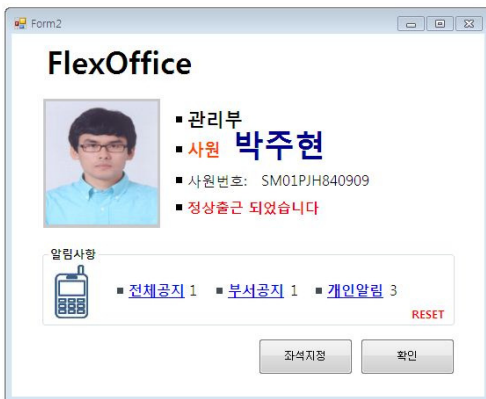 Form2
FlexOffice
관리부
사원 박주현
사원번호: SM01PJH840909
정상출근 되었습니다
알림사항
전체공지 1 부서공지 1 개인알림 3
RESET
좌석지정 확인